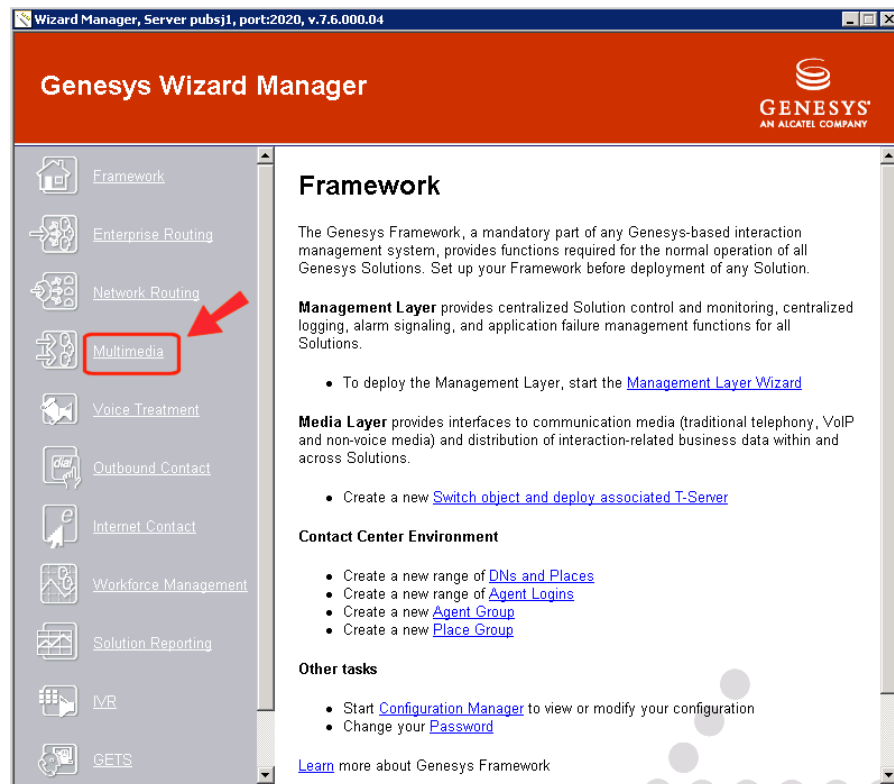 Wizard Manager, Server pubsj1, port:2020, v.7.6.000.04
Genesys Wizard Manager
GENESYS
AN ALCATEL COMPANY
Framework
Enterprise Routing
Network Routing
Multimedia
Voice Treatment
dial
Outbound Contact
e
Internet Contact
Workforce Management
Solution Reporting
IVR
GETS
Framework
The Genesys Framework, a mandatory part of any Genesys-based interaction
management system, provides functions required for the normal operation of all
Genesys Solutions. Set up your Framework before deployment of any Solution.
Management Layer provides centralized Solution control and monitoring, centralized
logging, alarm signaling, and application failure management functions for all
Solutions.
• To deploy the Management Layer, start the Management Layer Wizard
Media Layer provides interfaces to communication media (traditional telephony, VoIP
and non-voice media) and distribution of interaction-related business data within and
across Solutions.
• Create a new Switch object and deploy associated T-Server
Contact Center Environment
• Create a new range of DNs and Places
• Create a new range of Agent Logins
• Create a new Agent Group
• Create a new Place Group
Other tasks
• Start Configuration Manager to view or modify your configuration
• Change your Password
Learn more about Genesys Framework